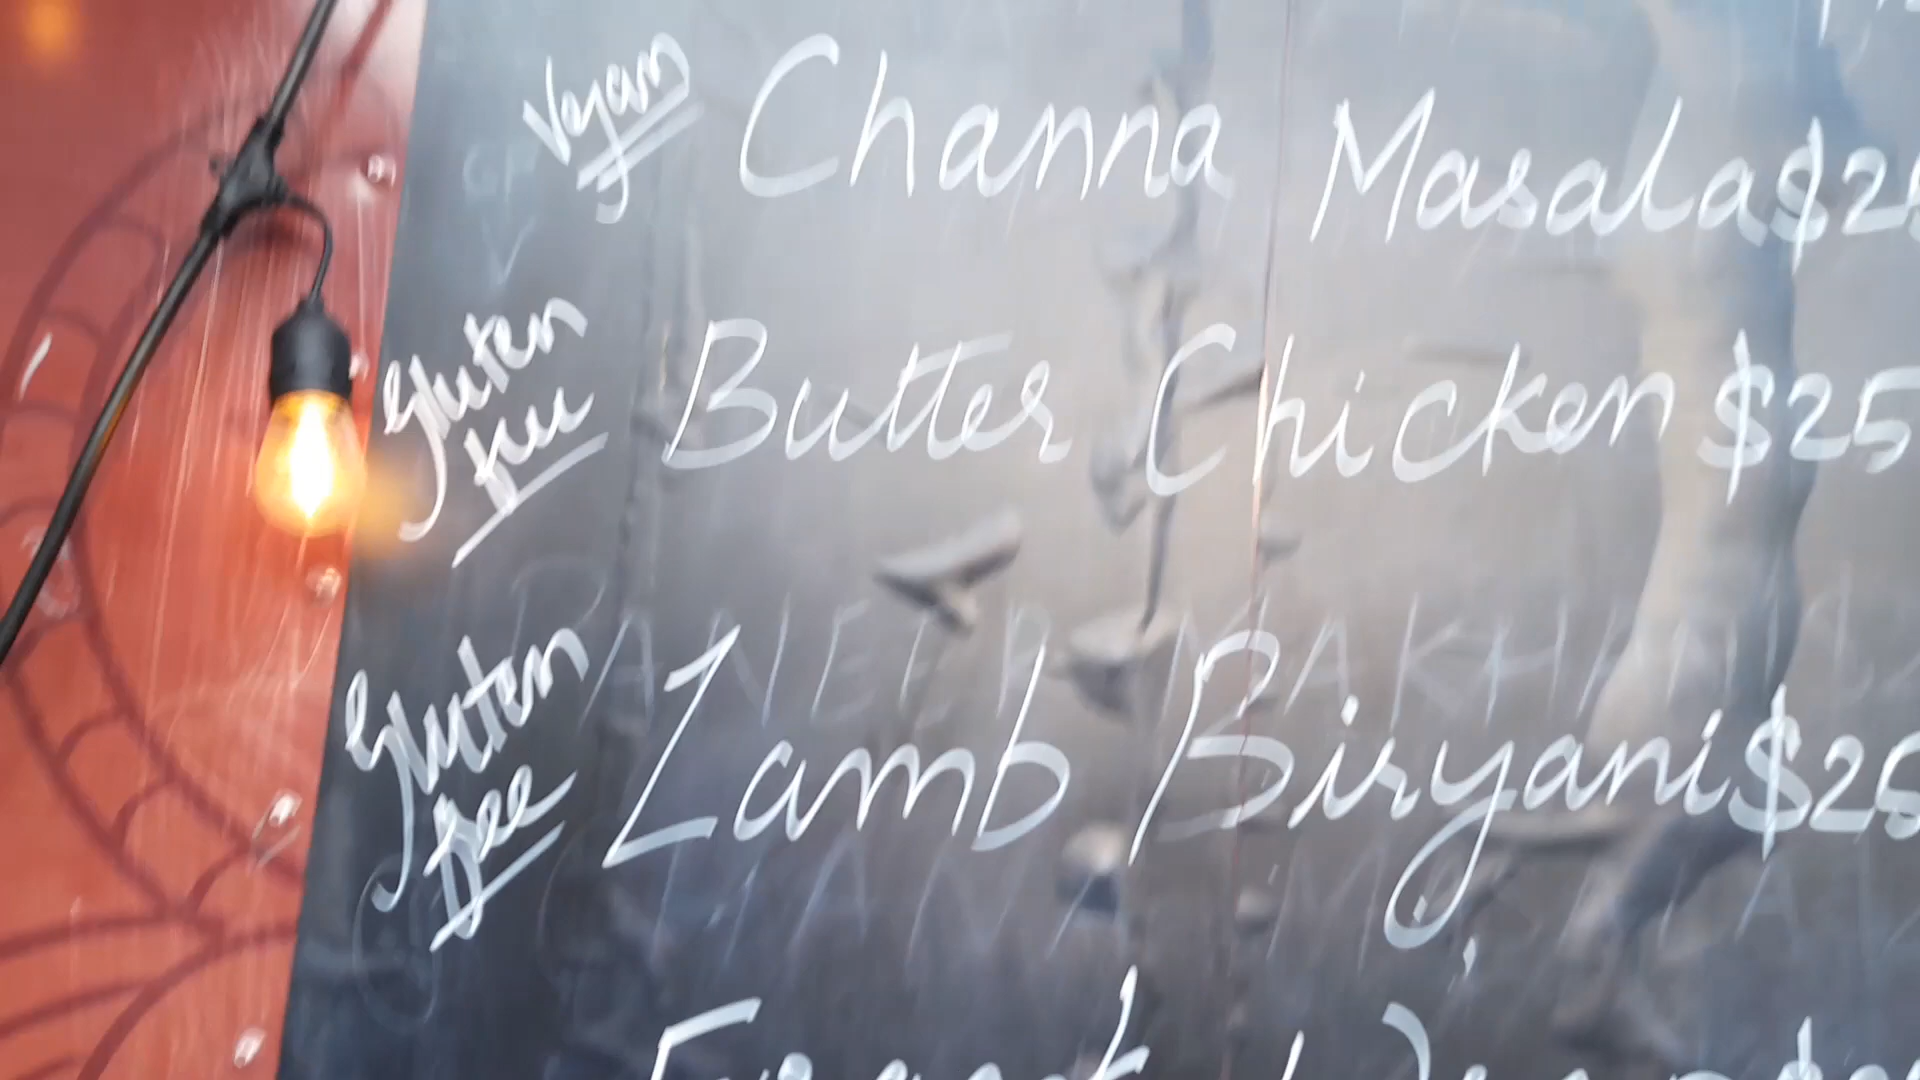 Vegan Channa Masala $25
Gluten free Butter Chicken $25
Gluten free Lamb Biryani $25